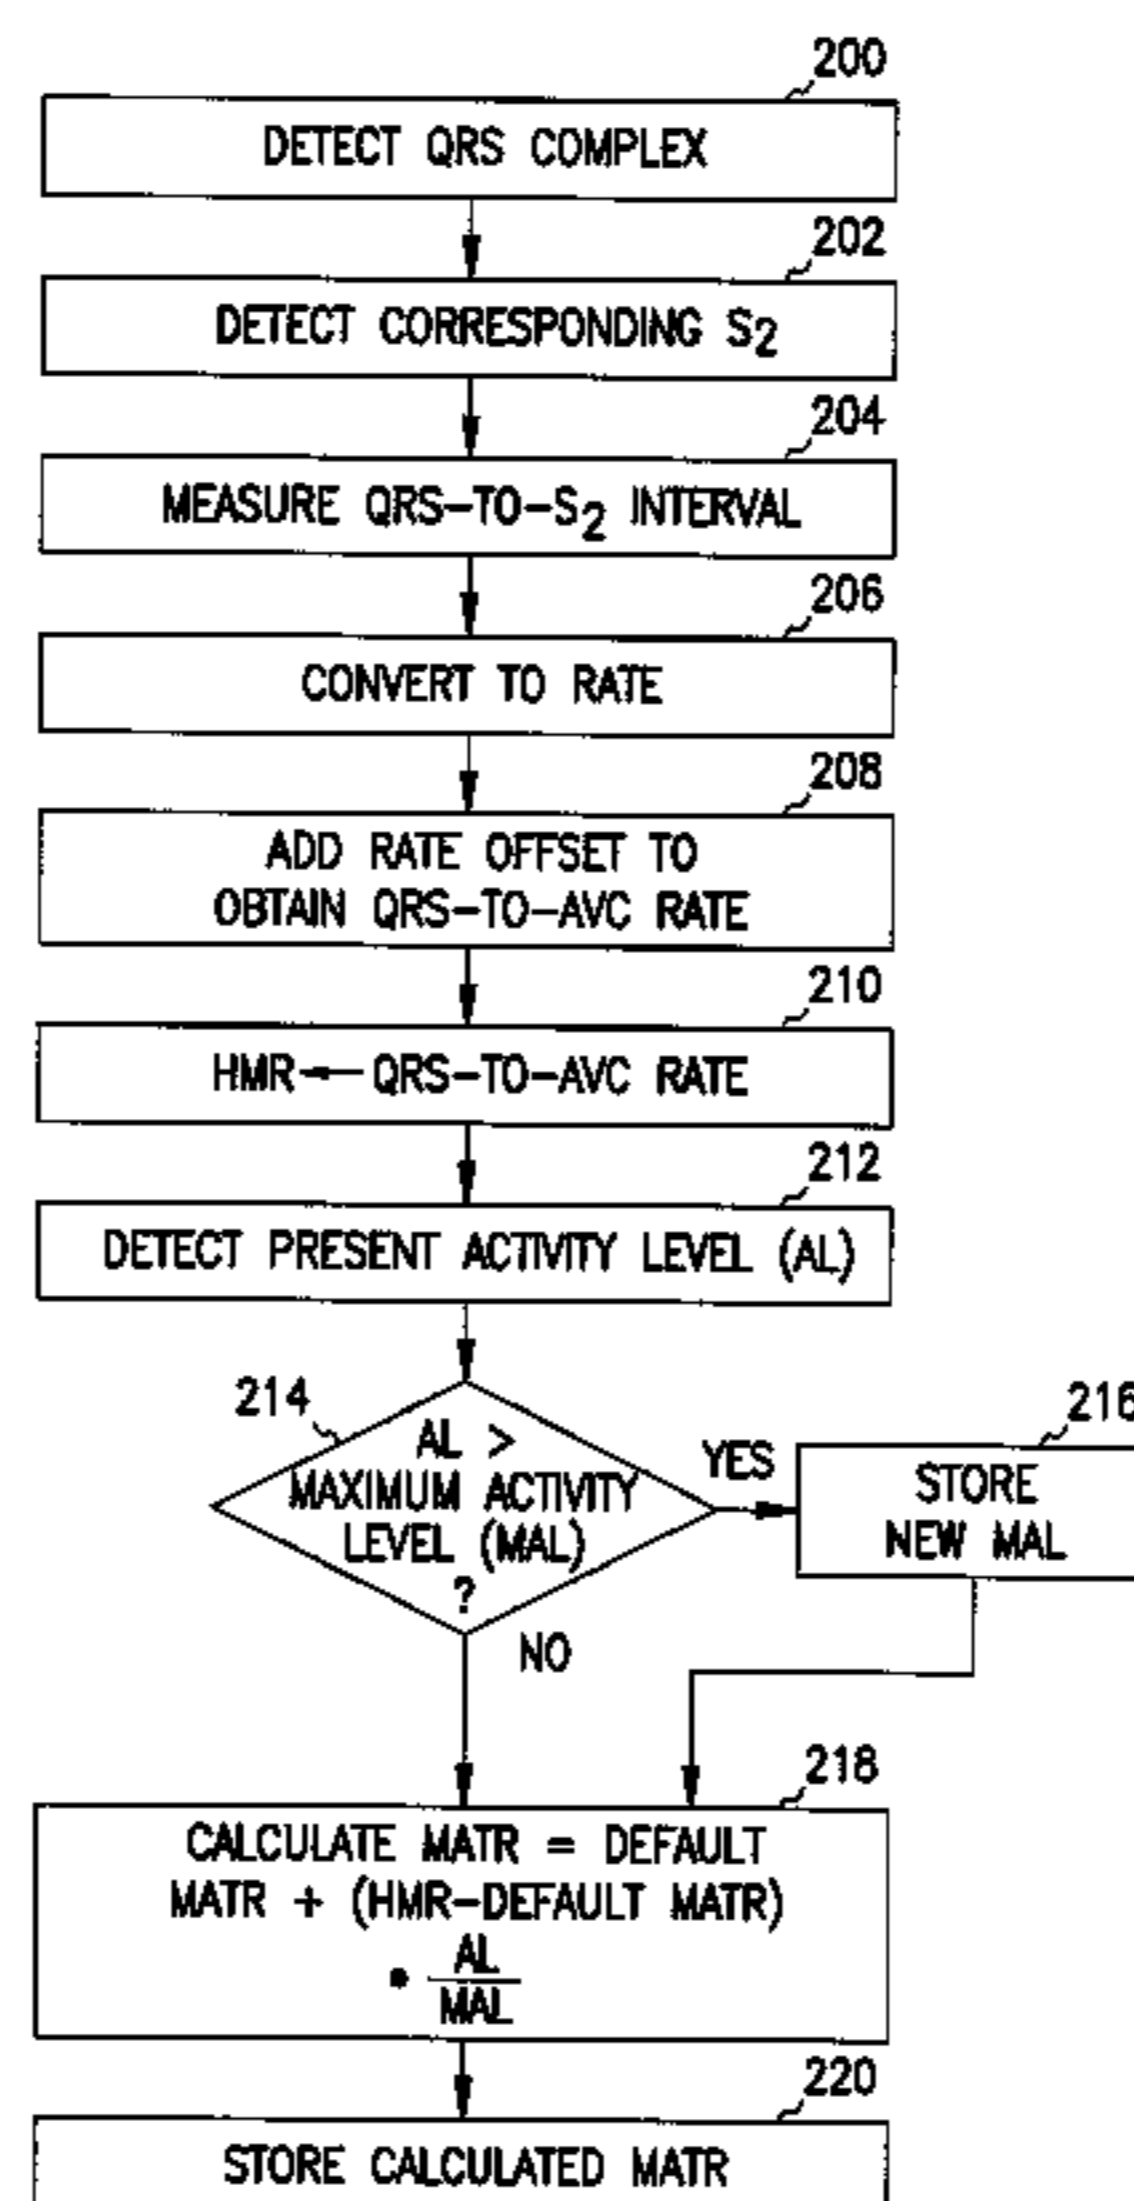 200
DETECT QRS COMPLEX
202
DETECT CORRESPONDING S2
204
MEASURE QRS-TO-S2 INTERVAL
206
CONVERT TO RATE
208
ADD RATE OFFSET TO
OBTAIN QRS-TO-AVC RATE
210
HMR←QRS-TO-AVC RATE
212
DETECT PRESENT ACTIVITY LEVEL (AL)
214
AL >
MAXIMUM ACTIVITY
LEVEL (MAL)
?
YES
216
STORE
NEW MAL
NO
218
CALCULATE MATR = DEFAULT
MATR + (HMR-DEFAULT MATR)
• AL
MAL
220
STORE CALCULATED MATR